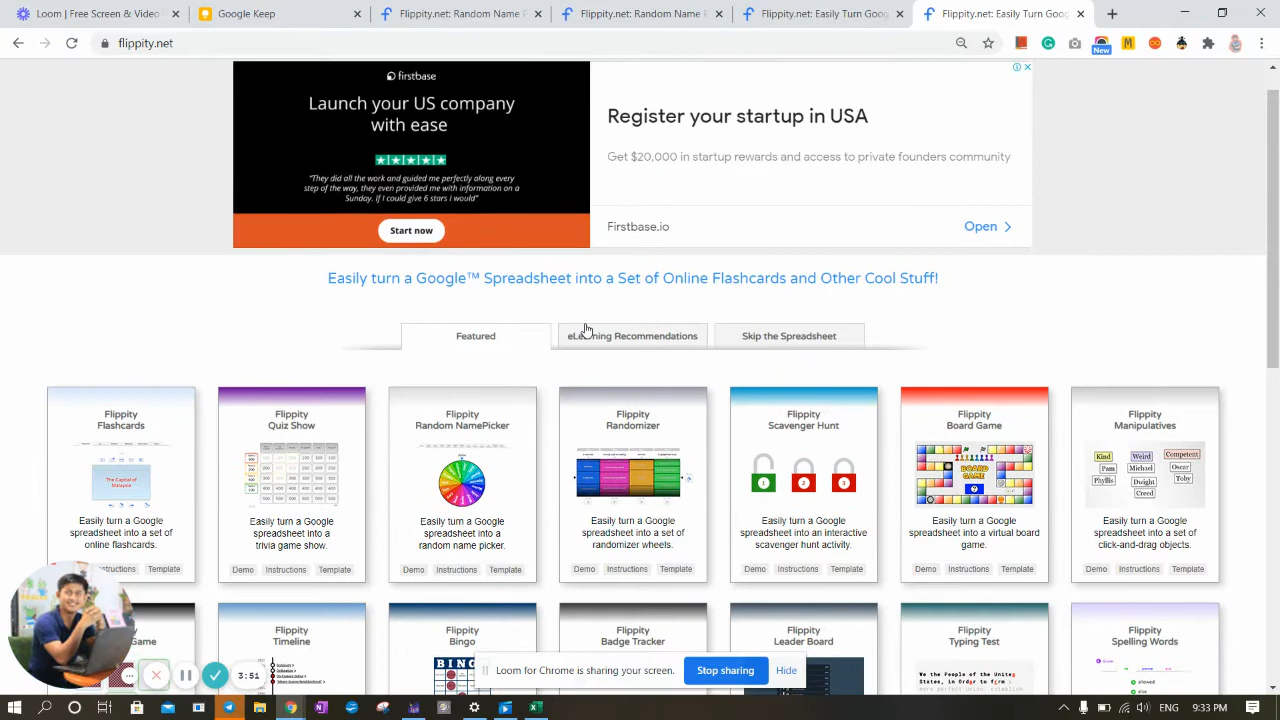 Loom | Screen and Video
Google Keep
Flippity.net: Easily Turn Goog
Flippity.net: Easily Turn Goog
Flippity.net: Easily Turn Goog
flippity.net
New
firstbase
Launch your US company
with ease
"They did all the work and guided me perfectly along every
step of the way, they even provided me with information on a
Sunday. If I could give 6 stars I would"
Start now
Register your startup in USA
Get $20,000 in startup rewards and access to private founders community
Firstbase.io
Open
Easily turn a Google™ Spreadsheet into a Set of Online Flashcards and Other Cool Stuff!
Featured
eLearning Recommendations
Skip the Spreadsheet
Flippity
Flashcards
The Capital of
Easily turn a Google
spreadsheet into a set of
online flashcards.
structions
Template
Flippity
Quiz Show
Easily turn a Google
spreadsheet into a
trivia game show.
Demo
Instructions
Template
Flippity
Random NamePicker
Easily turn a Google
spreadsheet into a
random name picker.
Demo
Instructions
Template
Flippity
Randomizer
Easily turn a Google
spreadsheet into a set of
randomizer wheels.
Demo
Instructions
Template
Flippity
Scavenger Hunt
1 2 3
Easily turn a Google
spreadsheet into an interactive
scavenger hunt activity.
Demo
Instructions
Template
Flippity
Board Game
BOARD
GAME
Easily turn a Google
spreadsheet into a virtual board
game.
Demo
Instructions
Template
Flippity
Manipulatives
Kind Weird Competent
Pam Michael Oscar
Phyllis Dwight Toby
Creed
Easily turn a Google
spreadsheet into a set of
click-and-drag objects.
Demo
Instructions
Template
Game
Flippity
Timeline
Flippity
Bingo
BING
Flippity
Badge Tracker
Flippity
Leader Board
Flippity
Typing Test
We the People of the United
States, in Order to form a
Flippity
Spelling Words
3:51
Loom for Chrome is sharing your screen.
Stop sharing
Hide
9:33 PM